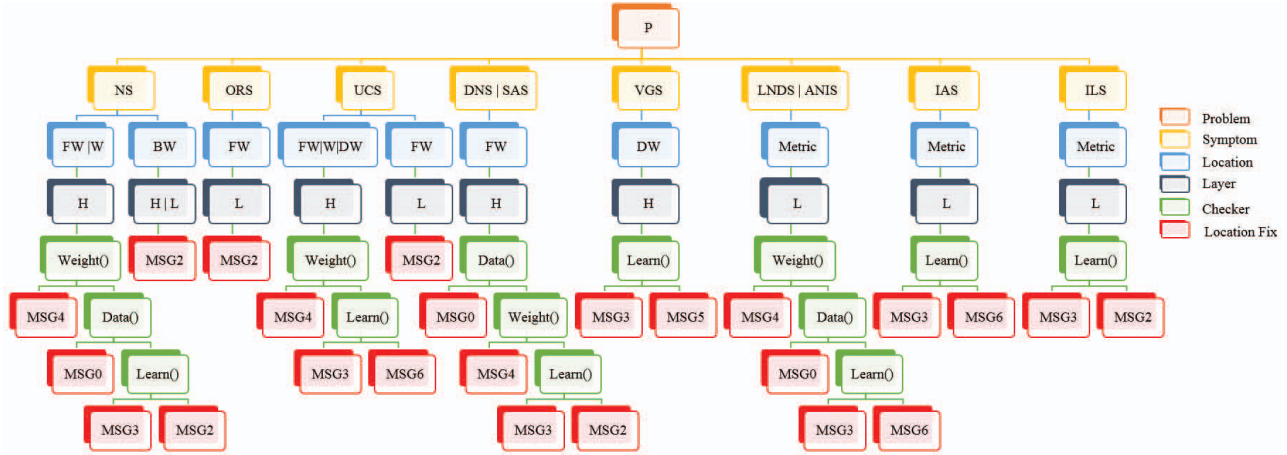 P
NS ORS UCS DNS | SAS VGS LNDS | ANIS IAS ILS
FW |W BW FW FW|W|DW FW FW DW Metric Metric Metric
H H | L L H L H H L L L
Weight() MSG2 MSG2 Weight() MSG2 Data() Learn() Weight() Learn() Learn()
MSG4 Data() MSG4 Learn() MSG0 Weight() MSG3 MSG5 MSG4 Data() MSG3 MSG6 MSG3 MSG2
MSG0 Learn() MSG3 MSG6 MSG4 Learn() MSG0 Learn()
MSG3 MSG2 MSG3 MSG2 MSG3 MSG6
Problem
Symptom
Location
Layer
Checker
Location Fix